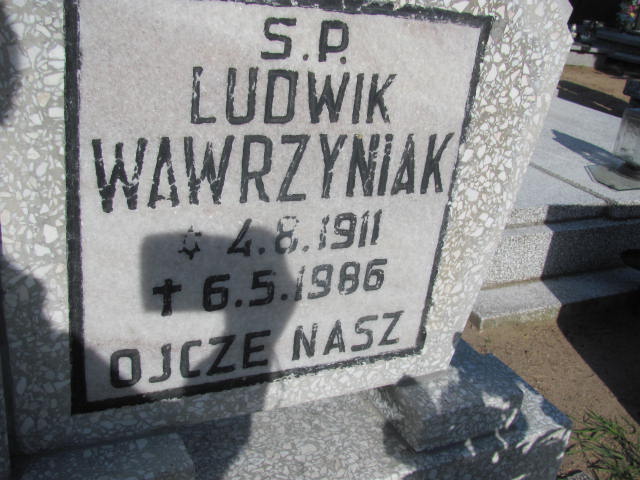 S.P.
LUDWIK
WAWRZYNIAK
☆ 4.8.1911
✝ 6.5.1986
OJCZE NASZ